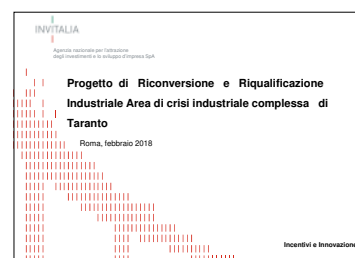 INVITALIA
Agenzia nazionale per l'attrazione
degli investimenti e lo sviluppo d'impresa SpA
Progetto di Riconversione e Riqualificazione
Industriale Area di crisi industriale complessa di
Taranto
Roma, febbraio 2018
Incentivi e Innovazione